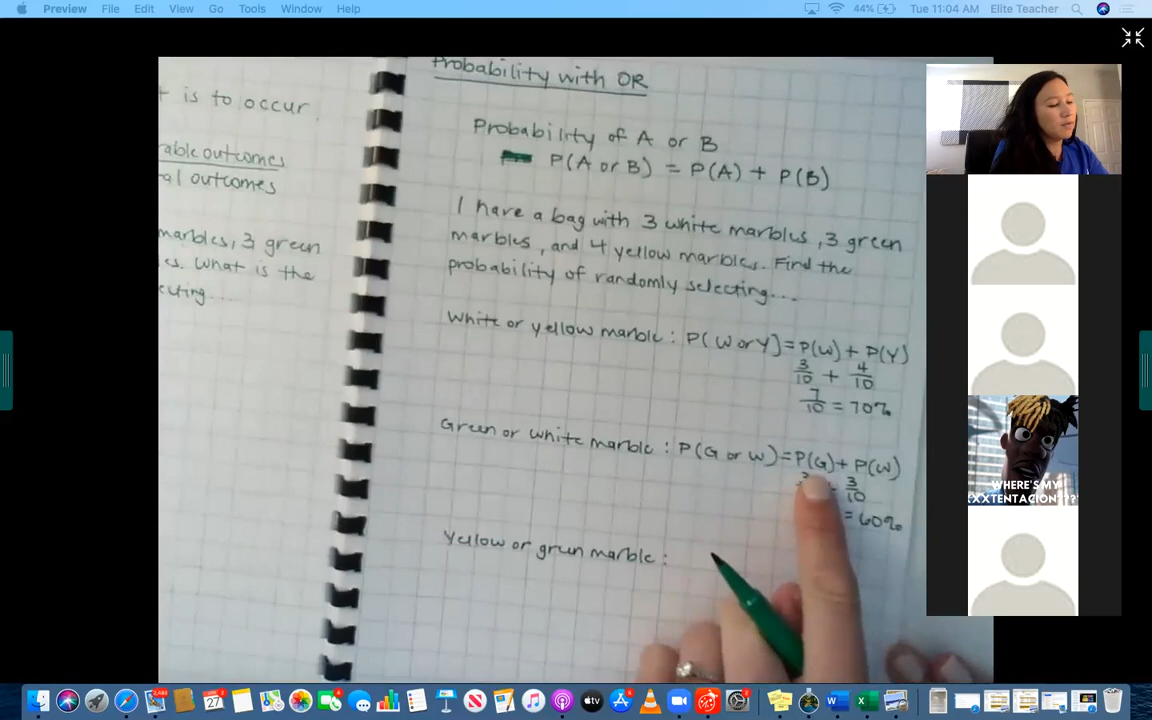 Preview File Edit View Go Tools Window Help
44% Tue 11:04 AM Elite Teacher
Probability with OR
t is to occur.
able outcomes
al outcomes
marbles, 3 green
es. What is the
cting...
Probability of A or B
P(A or B) = P(A) + P(B)
I have a bag with 3 white marbles, 3 green
marbles, and 4 yellow marbles. Find the
probability of randomly selecting...
White or yellow marble: P(W or Y) = P(W) + P(Y)
3/10 + 4/10
7/10 = 70%
Green or white marble: P(G or W) = P(G) + P(W)
3/10
= 60%
Yellow or green marble:
WHERE'S MY
XXTENTACION???
27